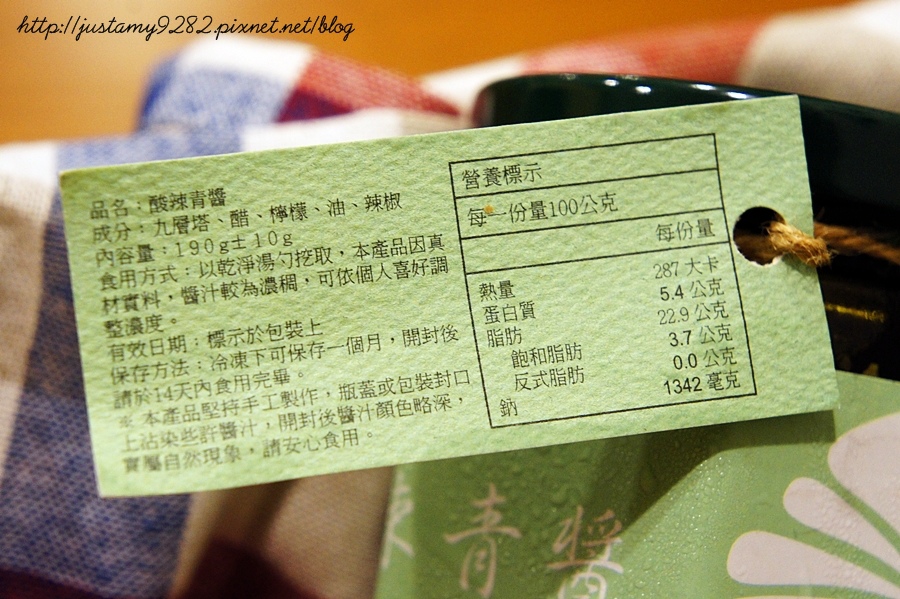 http://justamy9282.pixnet.net/blog
品名：酸辣青醬
成分：九層塔、醋、檸檬、油、辣椒
內容量：190g±10g
食用方式：以乾淨湯勺挖取，本產品因真
材實料，醬汁較為濃稠，可依個人喜好調
整濃度。
有效日期：標示於包裝上
保存方法：冷凍下可保存一個月，開封後
請於14天內食用完畢。
※ 本產品堅持手工製作，瓶蓋或包裝封口
上沾染些許醬汁，開封後醬汁顏色略深，
實屬自然現象，請安心食用。
營養標示
每一份量100公克
每份量
熱量 287 大卡
蛋白質 5.4 公克
脂肪 22.9 公克
飽和脂肪 3.7 公克
反式脂肪 0.0 公克
鈉 1342 毫克
青醬